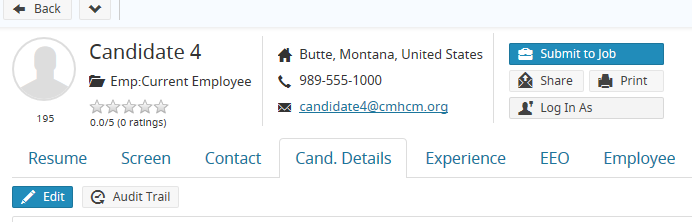 Back
Candidate 4
Emp:Current Employee
195
0.0/5 (0 ratings)
Butte, Montana, United States
989-555-1000
candidate4@cmhcm.org
Submit to Job
Share Print
Log In As
Resume Screen Contact Cand. Details Experience EEO Employee
Edit Audit Trail